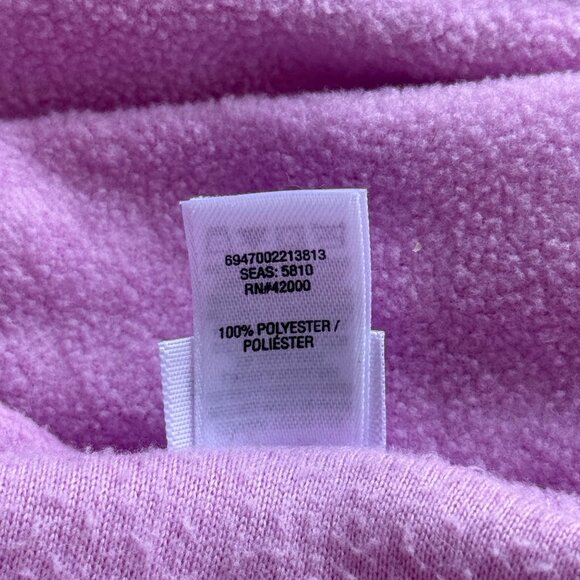 6947002213813
SEAS: 5810
RN#42000
100% POLYESTER /
POLIÉSTER